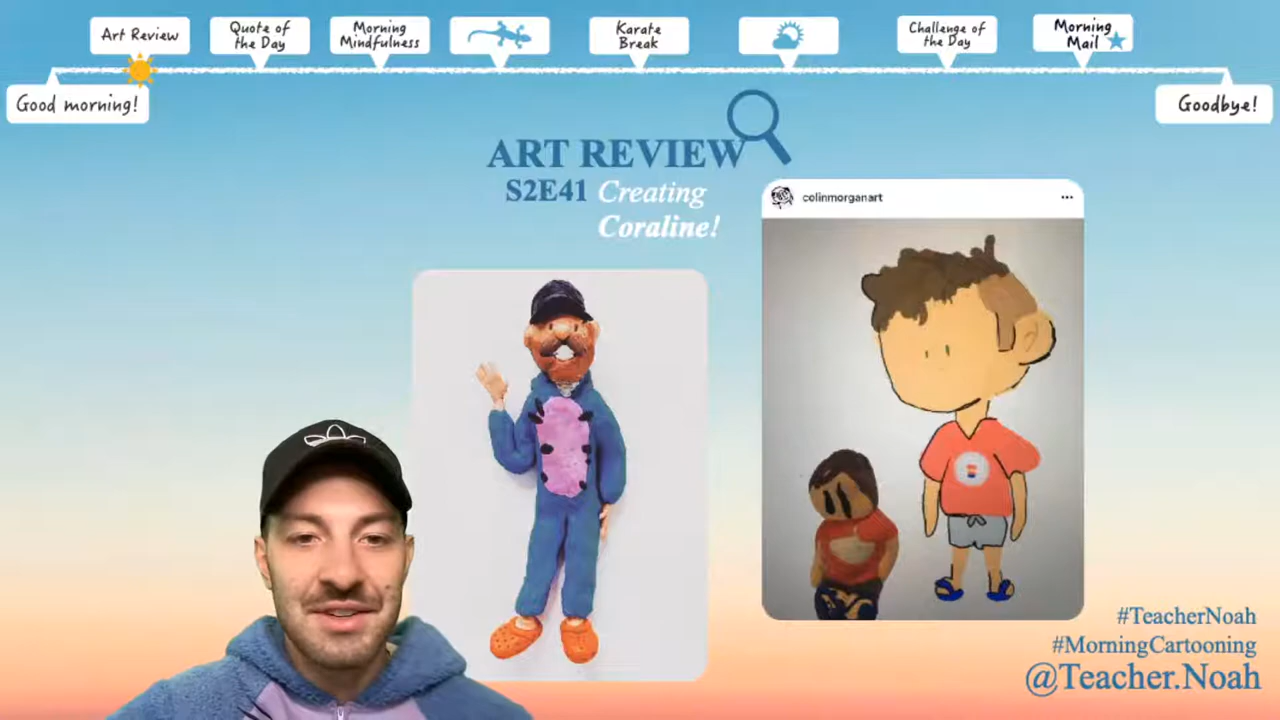 Art Review
Quote of
the Day
Morning
Mindfulness
Karate
Break
Challenge of
the Day
Morning
Mail
Good morning!
Goodbye!
ART REVIEW
S2E41 Creating
Coraline!
colinmorganart
#TeacherNoah
#MorningCartooning
@Teacher.Noah